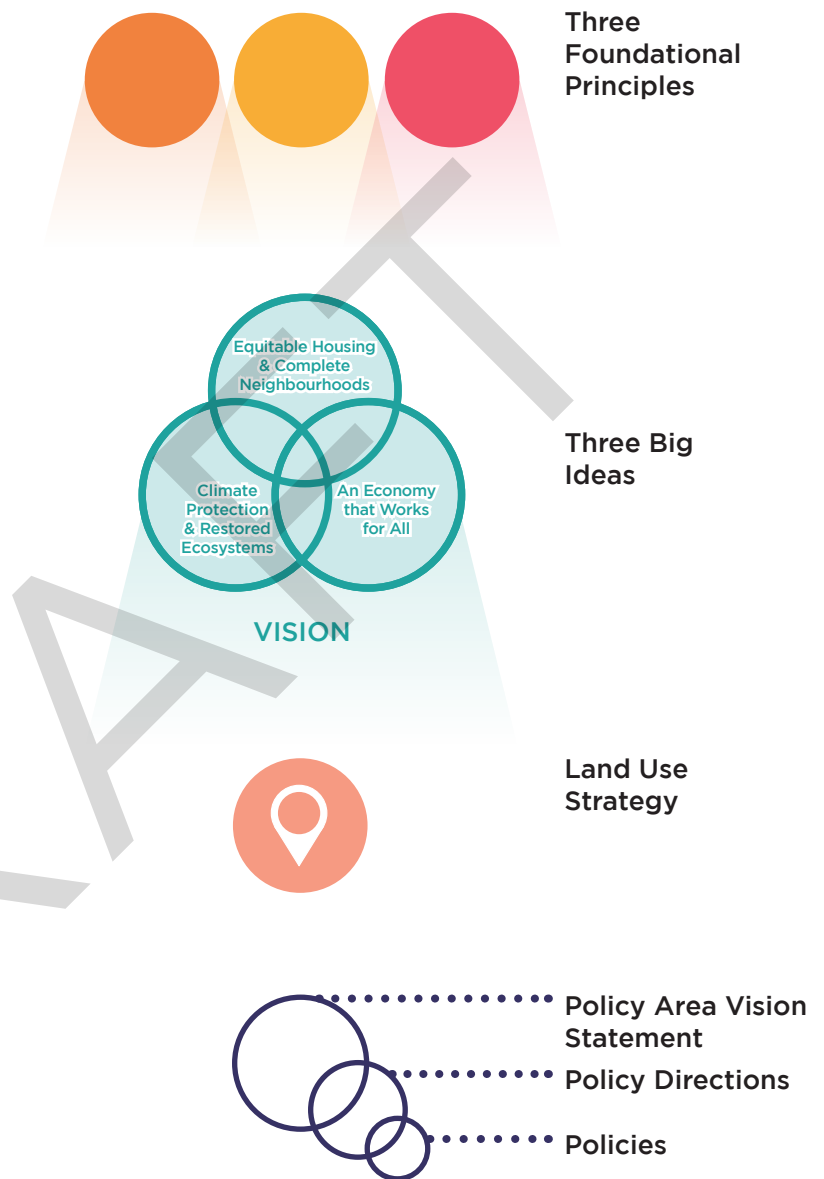 Three
Foundational
Principles
Equitable Housing
& Complete
Neighbourhoods
Climate
Protection
& Restored
Ecosystems
An Economy
that Works
for All
Three Big
Ideas
VISION
Land Use
Strategy
Policy Area Vision
Statement
Policy Directions
Policies